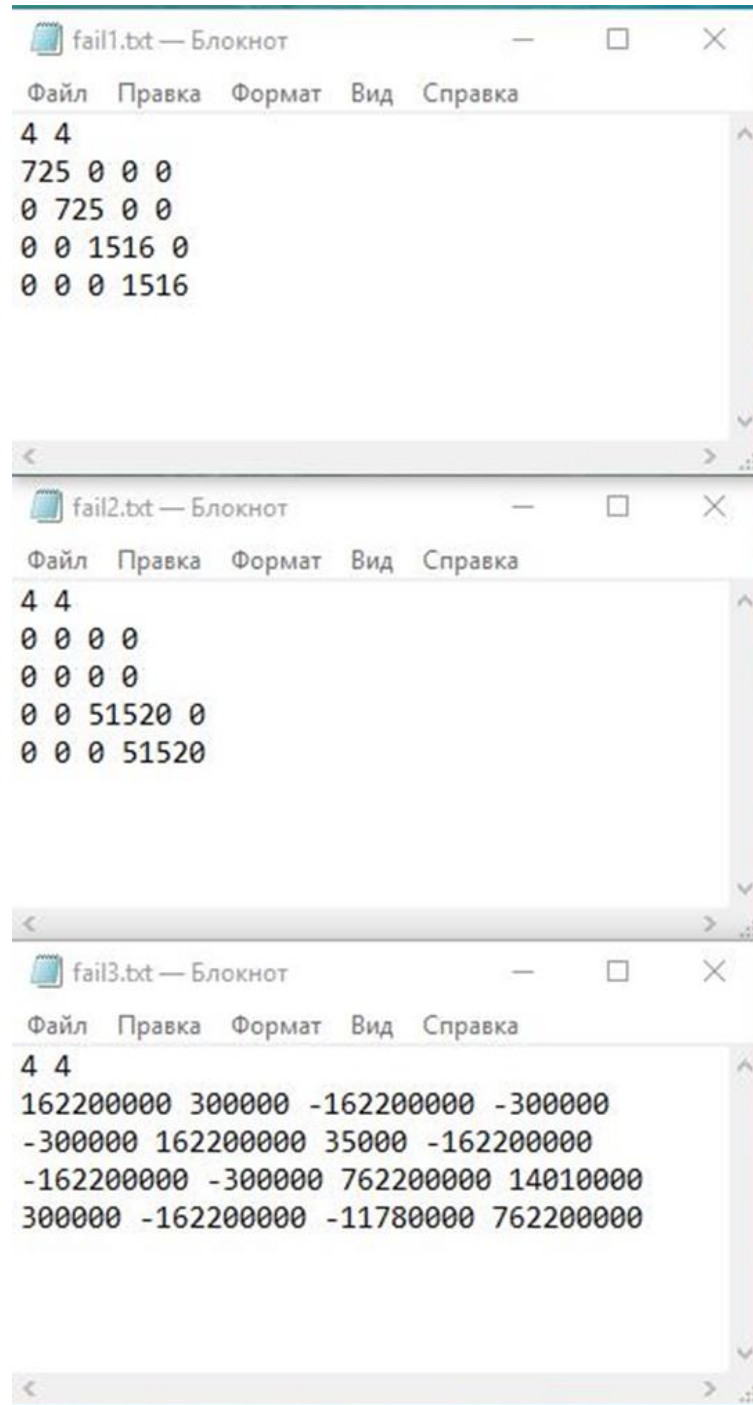 fail1.txt — Блокнот
Файл Правка Формат Вид Справка
4 4
725 0 0 0
0 725 0 0
0 0 1516 0
0 0 0 1516
fail2.txt — Блокнот
Файл Правка Формат Вид Справка
4 4
0 0 0 0
0 0 0 0
0 0 51520 0
0 0 0 51520
fail3.txt — Блокнот
Файл Правка Формат Вид Справка
4 4
162200000 300000 -162200000 -300000
-300000 162200000 35000 -162200000
-162200000 -300000 762200000 14010000
300000 -162200000 -11780000 762200000